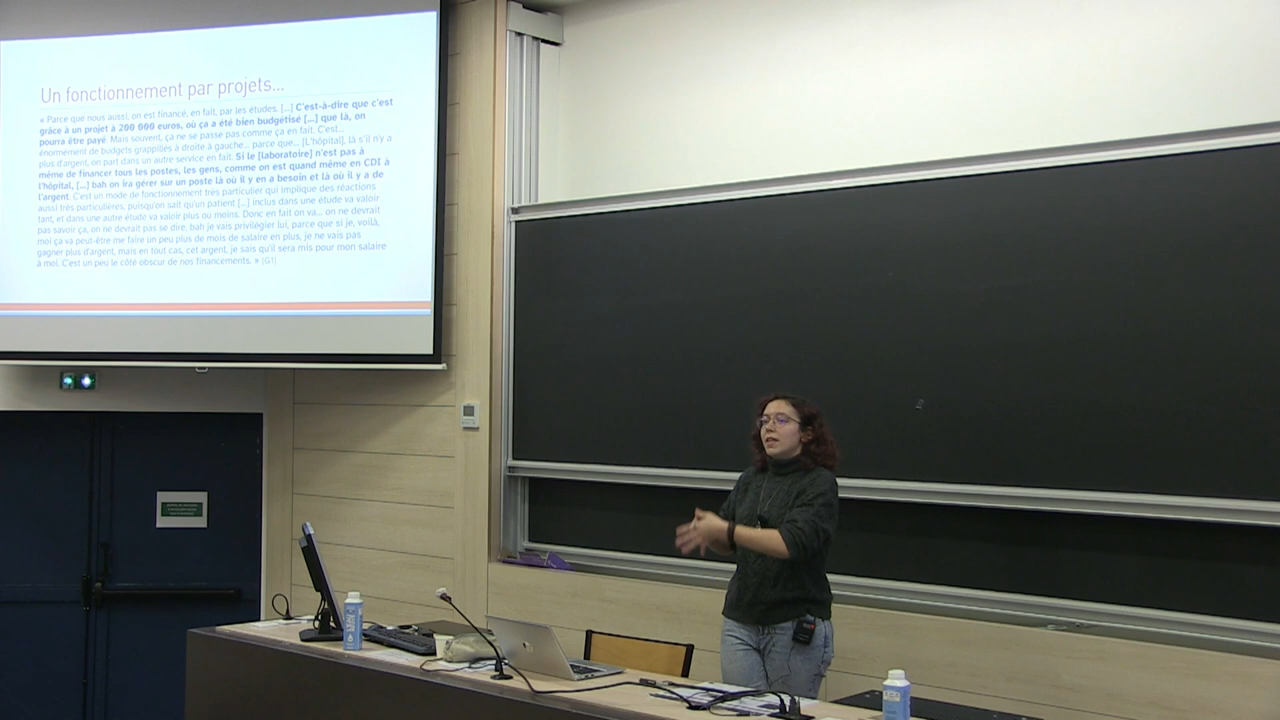 Un fonctionnement par projets...
« Parce que nous aussi, on est financé, en fait, par les études. [...] C'est-à-dire que c'est
grâce à un projet à 200 000 euros, où ça a été bien budgétisé [...] que là, on
pourra être payé. Mais souvent, ça ne se passe pas comme ça en fait. C'est...
énormément de budgets grappillés à droite à gauche... parce que... [L'hôpital], là s'il n'y a
plus d'argent, on part dans un autre service en fait. Si le [laboratoire] n'est pas à
même de financer tous les postes, les gens, comme on est quand même en CDI à
l'hôpital, [...] bah on ira gérer sur un poste là où il y en a besoin et là où il y a de
l'argent. C'est un mode de fonctionnement très particulier qui implique des réactions
aussi très particulières, puisqu'on sait qu'un patient [...] inclus dans une étude va valoir
tant, et dans une autre étude va valoir plus ou moins. Donc en fait on va... on ne devrait
pas savoir ça, on ne devrait pas se dire, bah je vais privilégier lui, parce que si je, voilà,
moi ça va peut-être me faire un peu plus de mois de salaire en plus, je ne vais pas
gagner plus d'argent, mais en tout cas, cet argent, je sais qu'il sera mis pour mon salaire
à moi. C'est un peu le côté obscur de nos financements. » (G1)